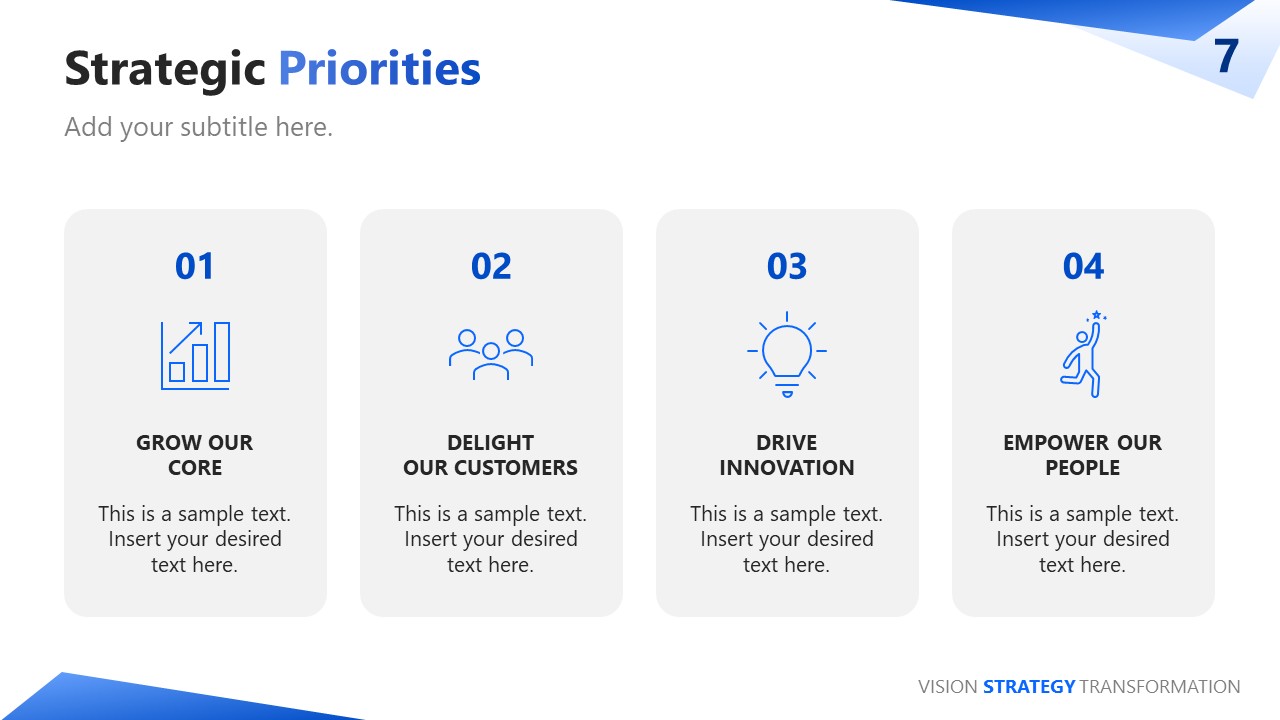 Strategic Priorities
7
Add your subtitle here.
01
GROW OUR
CORE
This is a sample text.
Insert your desired
text here.
02
DELIGHT
OUR CUSTOMERS
This is a sample text.
Insert your desired
text here.
03
DRIVE
INNOVATION
This is a sample text.
Insert your desired
text here.
04
EMPOWER OUR
PEOPLE
This is a sample text.
Insert your desired
text here.
VISION STRATEGY TRANSFORMATION